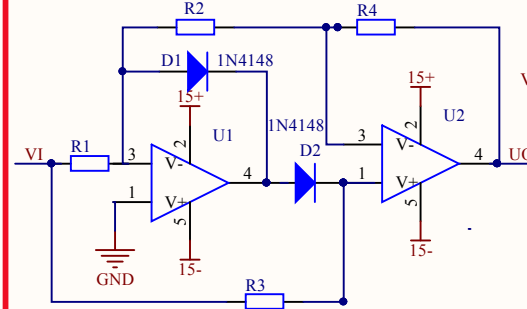 R2 R4
D1 1N4148
15+ 15+ V
U1 1N4148 U2
VI R1 3 2 V- 3 2 V-
4 D2 4 UO
1 V+ 1 V+
5 5
GND 15- 15-
R3